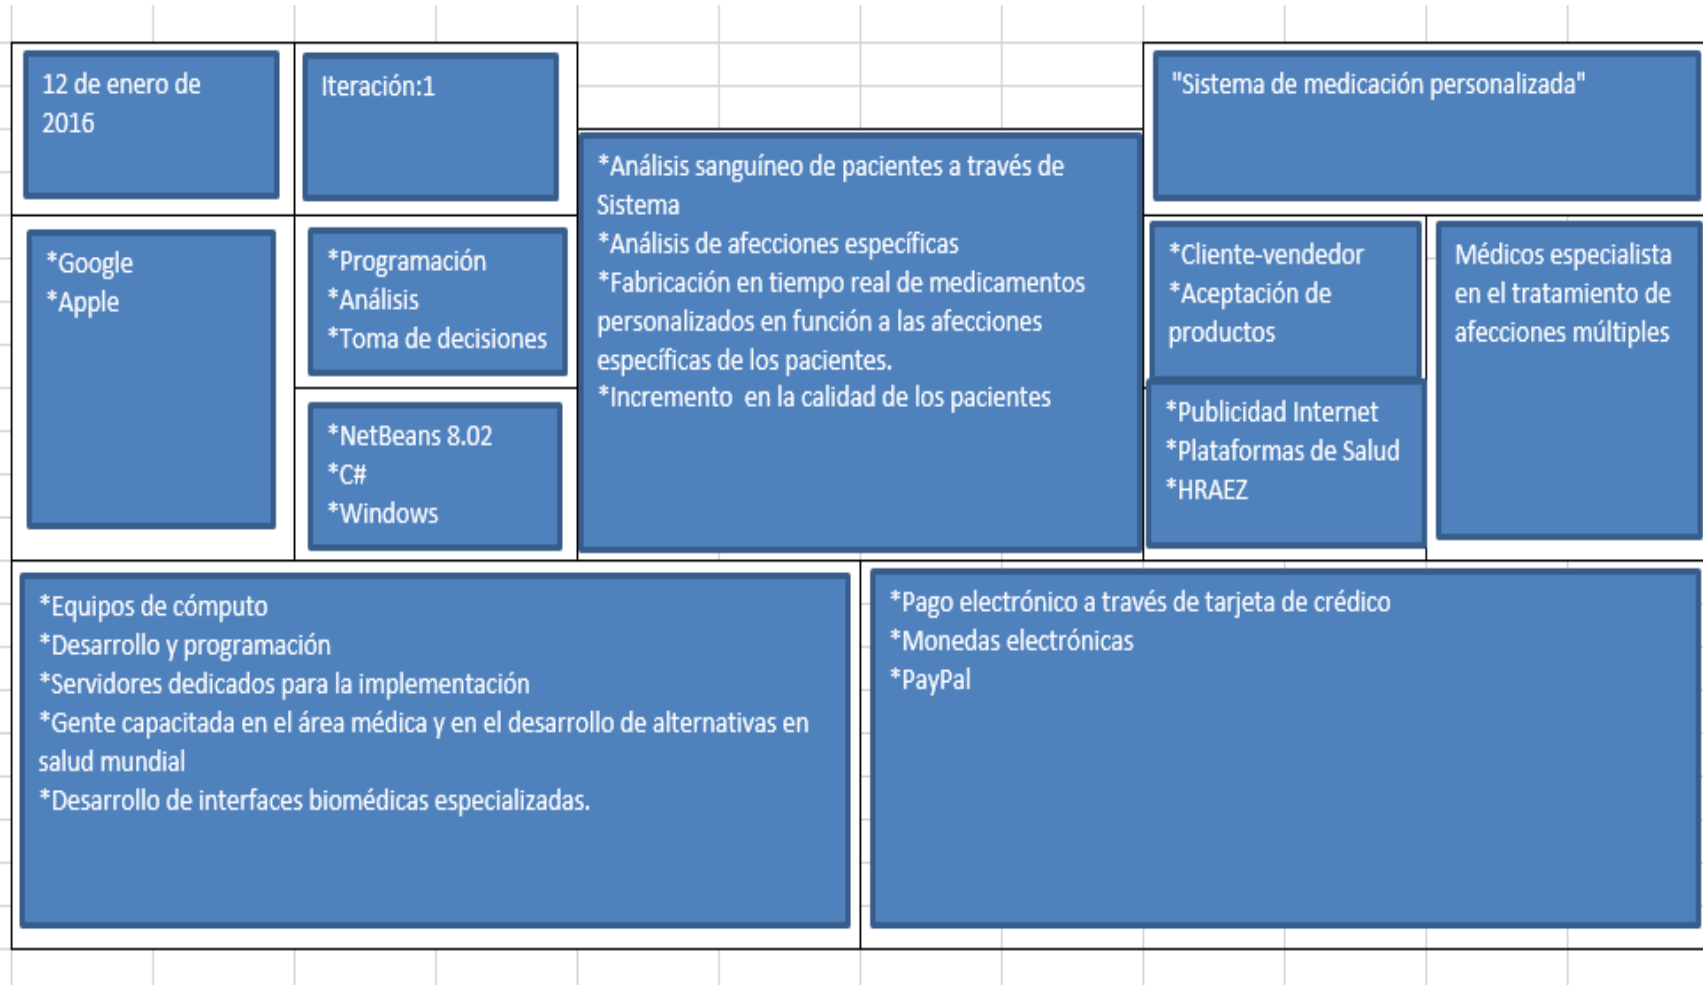 12 de enero de
2016
Iteración:1
"Sistema de medicación personalizada"
*Google
*Apple
*Programación
*Análisis
*Toma de decisiones
*NetBeans 8.02
*C#
*Windows
*Análisis sanguíneo de pacientes a través de
Sistema
*Análisis de afecciones específicas
*Fabricación en tiempo real de medicamentos
personalizados en función a las afecciones
específicas de los pacientes.
*Incremento  en la calidad de los pacientes
*Cliente-vendedor
*Aceptación de
productos
*Publicidad Internet
*Plataformas de Salud
*HRAEZ
Médicos especialista
en el tratamiento de
afecciones múltiples
*Equipos de cómputo
*Desarrollo y programación
*Servidores dedicados para la implementación
*Gente capacitada en el área médica y en el desarrollo de alternativas en
salud mundial
*Desarrollo de interfaces biomédicas especializadas.
*Pago electrónico a través de tarjeta de crédico
*Monedas electrónicas
*PayPal